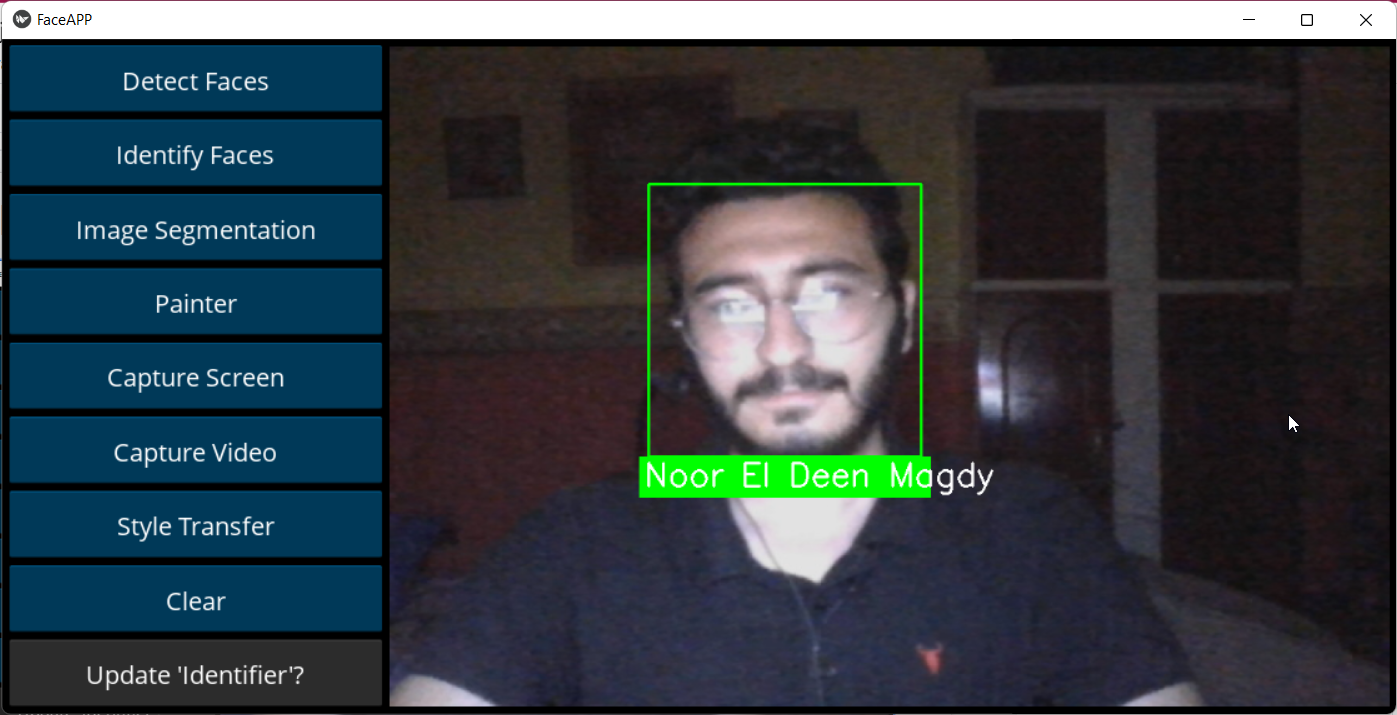 FaceAPP
Detect Faces
Identify Faces
Image Segmentation
Painter
Capture Screen
Capture Video
Style Transfer
Clear
Update 'Identifier'?
Noor El Deen Magdy